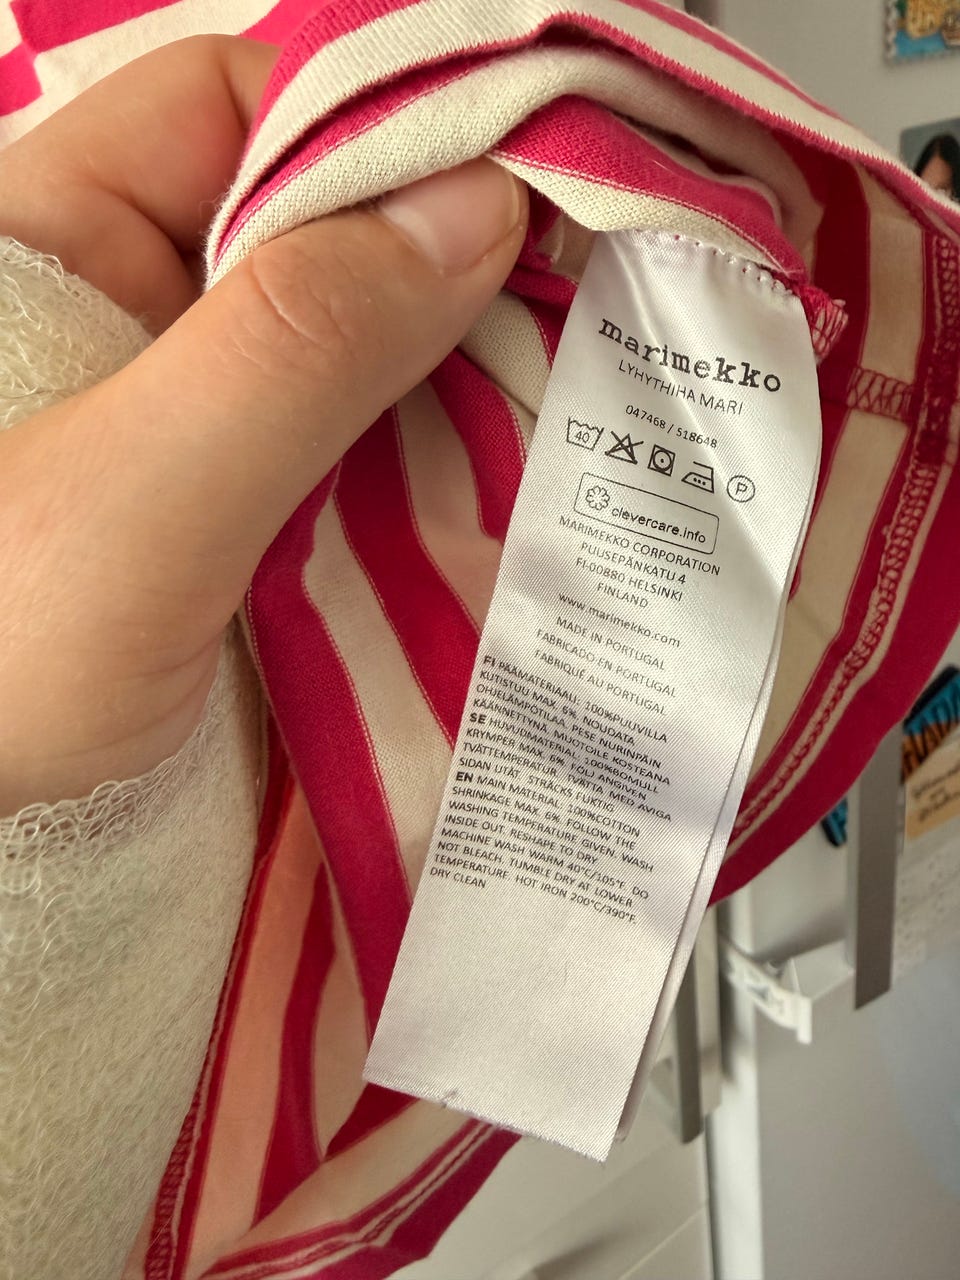 marimekko
LYHYTHIHA MARI
047468 / 518648
40
P
clevercare.info
MARIMEKKO CORPORATION
PUUSEPÄNKATU 4
FI-00880 HELSINKI
FINLAND
www.marimekko.com
MADE IN PORTUGAL
FABRICADO EN PORTUGAL
FABRIQUÉ AU PORTUGAL
FI PÄÄMATERIAALI: 100%PUUVILLA
KUTISTUU MAX. 6%. NOUDATA
OHJELÄMPÖTILAA. PESE NURINPÄIN
KÄÄNNETTYNÄ. MUOTOILE KOSTEANA
SE HUVUDMATERIAL: 100%BOMULL
KRYMPER MAX. 6%. FÖLJ ANGIVEN
TVÄTTEMPERATUR. TVÄTTA MED AVIGA
SIDAN UTÅT. STRÄCKS FUKTIG
EN MAIN MATERIAL: 100%COTTON
SHRINKAGE MAX. 6%. FOLLOW THE
WASHING TEMPERATURE GIVEN. WASH
INSIDE OUT. RESHAPE TO DRY
MACHINE WASH WARM 40°C/105°F. DO
NOT BLEACH. TUMBLE DRY AT LOWER
TEMPERATURE. HOT IRON 200°C/390°F.
DRY CLEAN